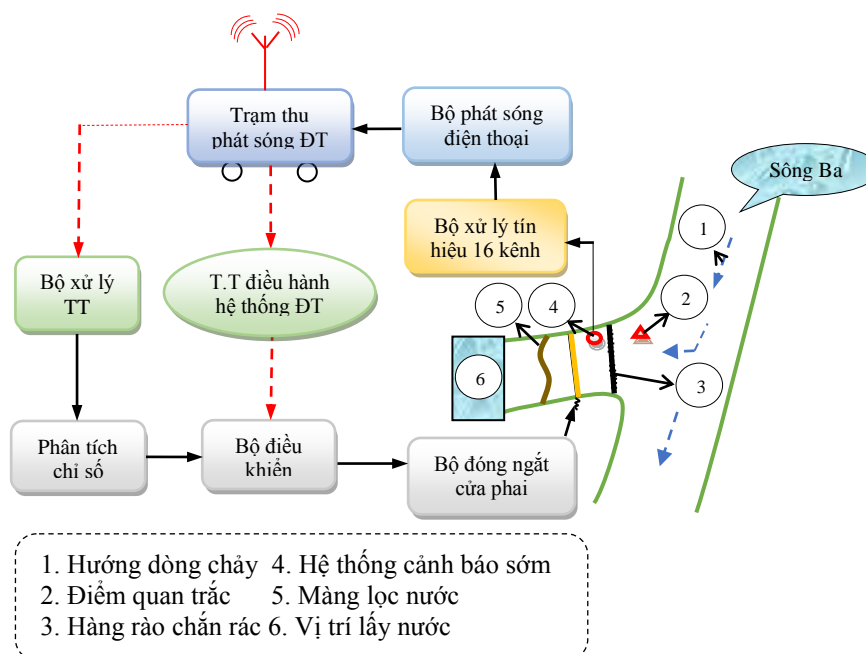 Trạm thu
phát sóng ĐT
Bộ phát sóng
điện thoại
Sông Ba
Bộ xử lý tín
hiệu 16 kênh
1
Bộ xử lý
TT
T.T điều hành
hệ thống ĐT
5
4
2
6
3
Phân tích
chỉ số
Bộ điều
khiển
Bộ đóng ngắt
cửa phai
1. Hướng dòng chảy 4. Hệ thống cảnh báo sớm
2. Điểm quan trắc 5. Màng lọc nước
3. Hàng rào chắn rác 6. Vị trí lấy nước